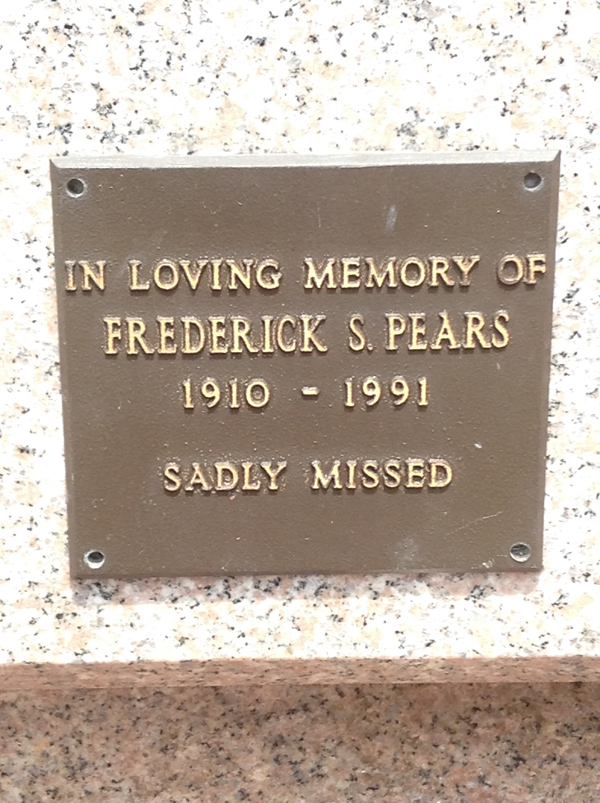 IN LOVING MEMORY OF
FREDERICK S. PEARS
1910 - 1991
SADLY MISSED